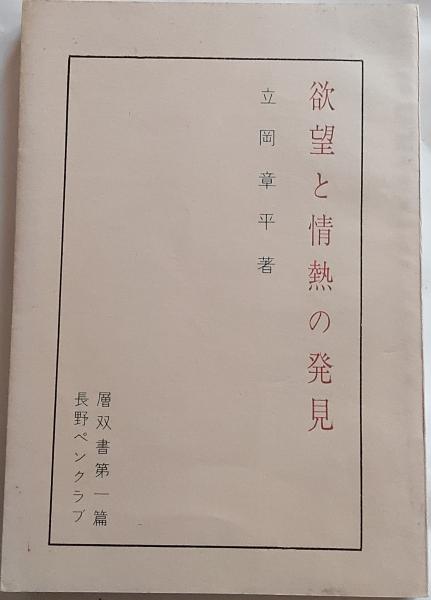 欲望と情熱の発見
立岡章平著
層双書第一篇
長野ペンクラブ